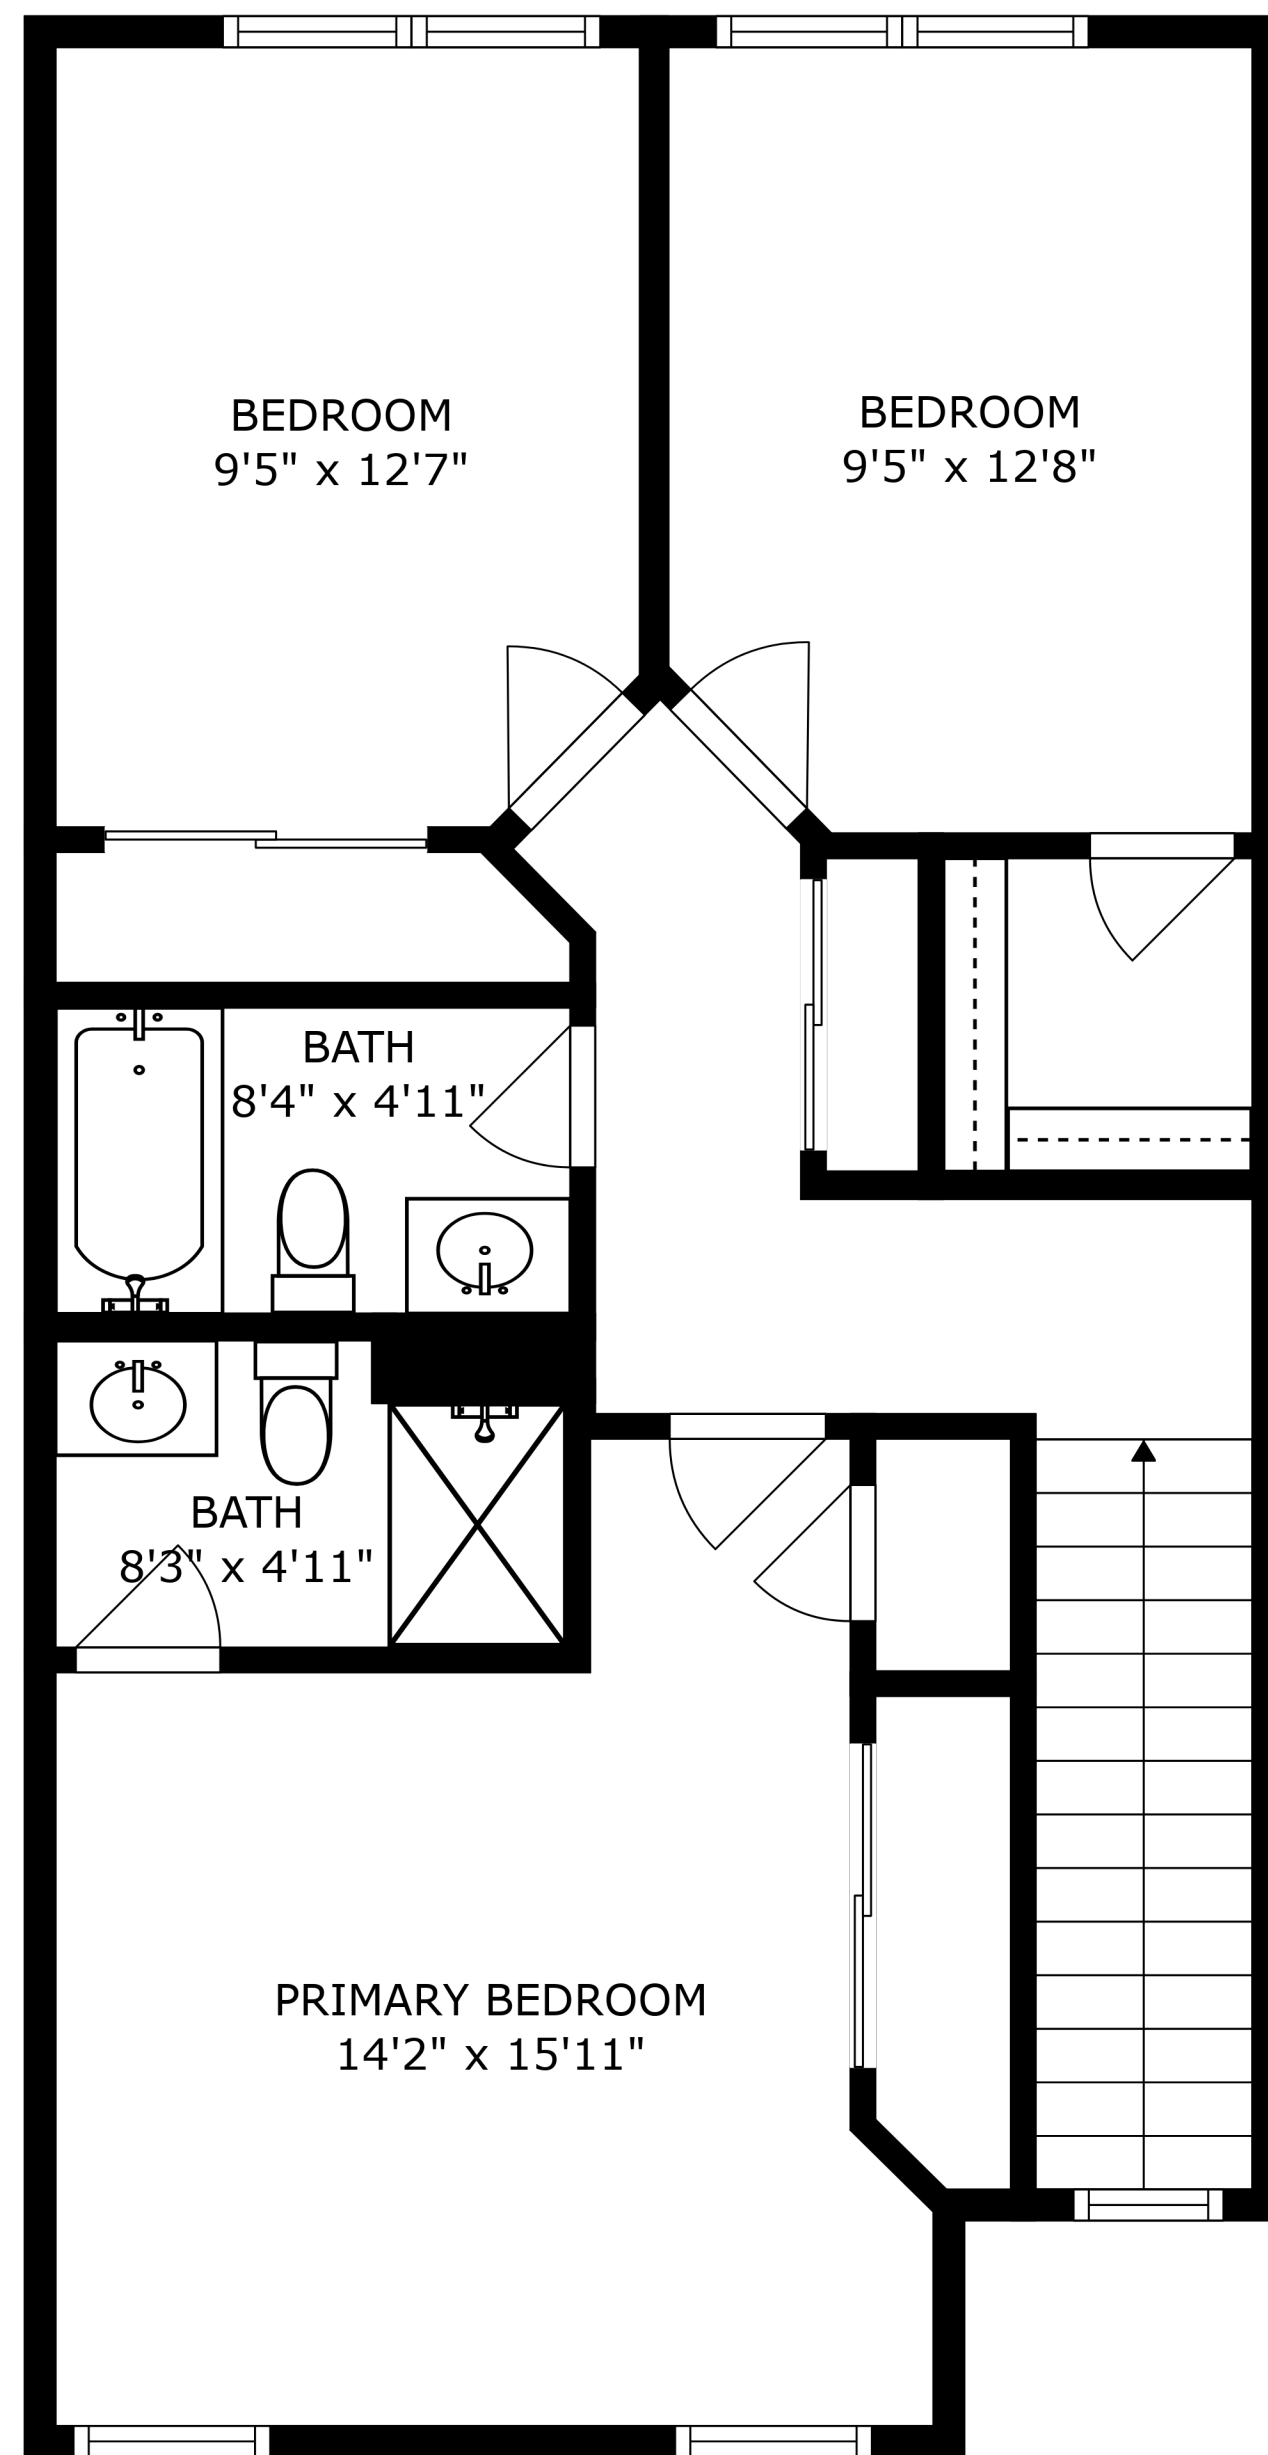 BEDROOM
9'5" x 12'7"
BEDROOM
9'5" x 12'8"
BATH
8'4" x 4'11"
BATH
8'3" x 4'11"
PRIMARY BEDROOM
14'2" x 15'11"